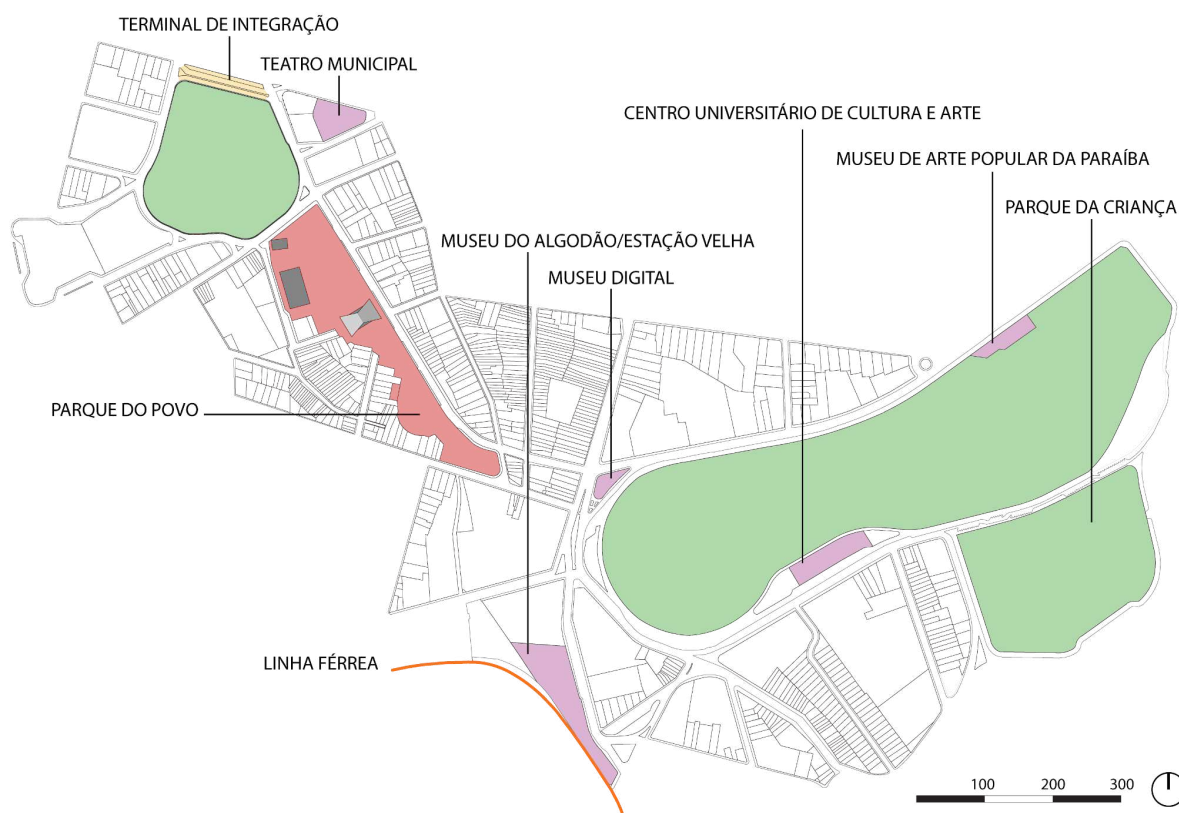 TERMINAL DE INTEGRAÇÃO
TEATRO MUNICIPAL
CENTRO UNIVERSITÁRIO DE CULTURA E ARTE
MUSEU DE ARTE POPULAR DA PARAÍBA
PARQUE DA CRIANÇA
MUSEU DO ALGODÃO/ESTAÇÃO VELHA
MUSEU DIGITAL
PARQUE DO POVO
LINHA FÉRREA
100 200 300